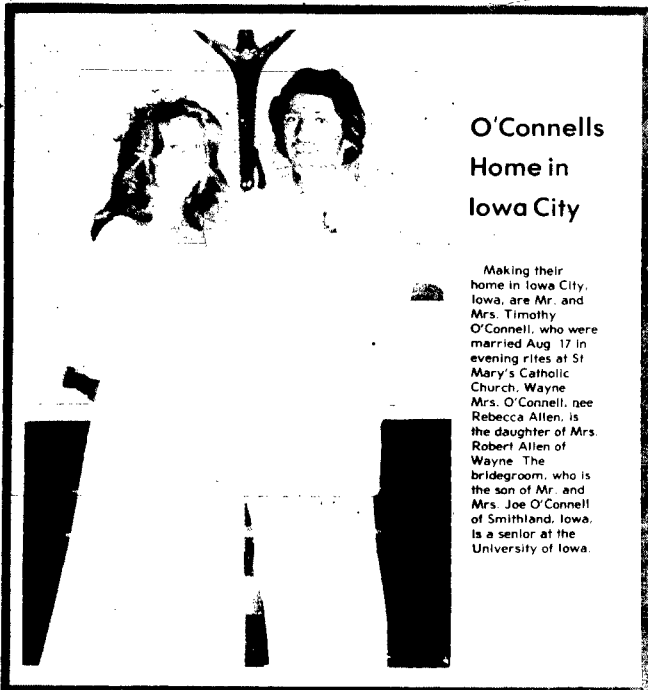 O'Connells
Home in
Iowa City
Making their
home in Iowa City,
Iowa, are Mr. and
Mrs. Timothy
O'Connell, who were
married Aug 17 in
evening rites at St
Mary's Catholic
Church, Wayne
Mrs. O'Connell, nee
Rebecca Allen, is
the daughter of Mrs.
Robert Allen of
Wayne The
bridegroom, who is
the son of Mr. and
Mrs. Joe O'Connell
of Smithland, Iowa,
is a senior at the
University of Iowa.